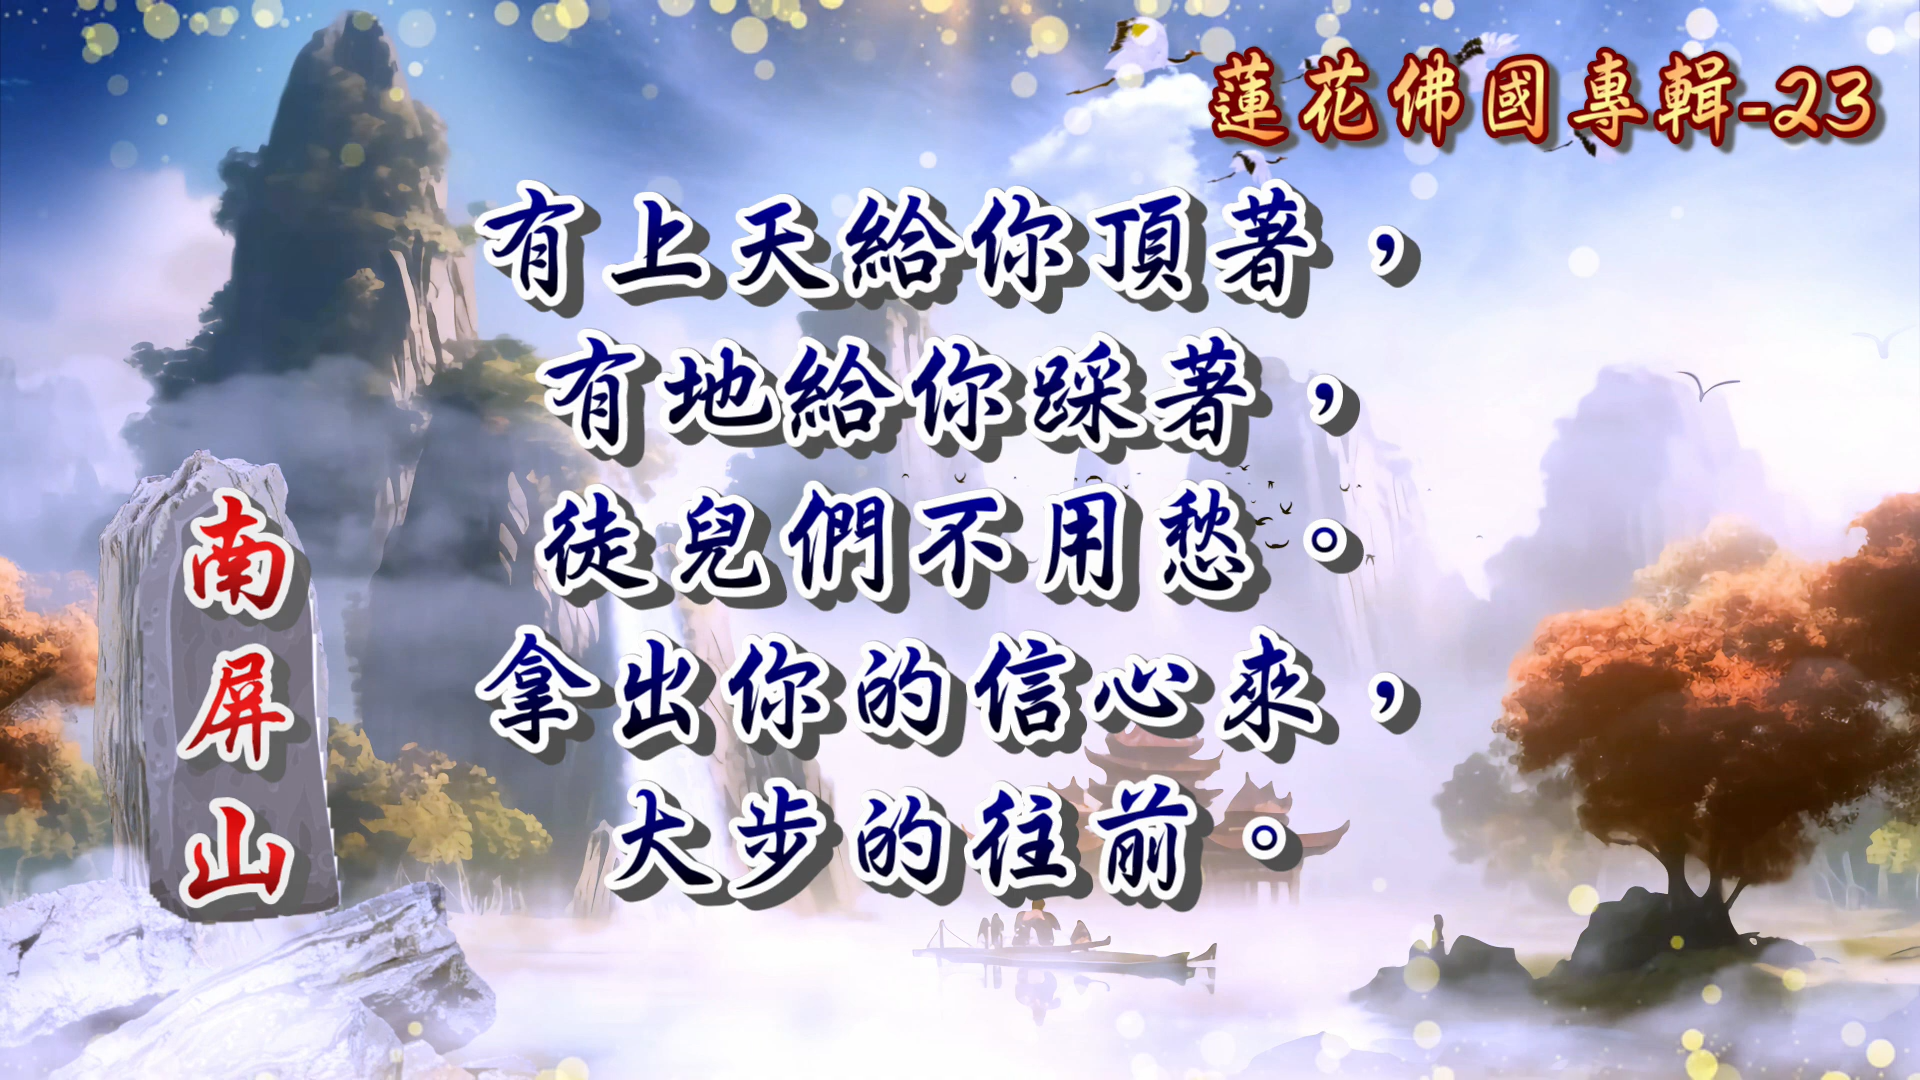 蓮花佛國專輯-23
有上天給你頂著，
有地給你踩著，
徒兒們不用愁。
拿出你的信心來，
大步的往前。
南屏山